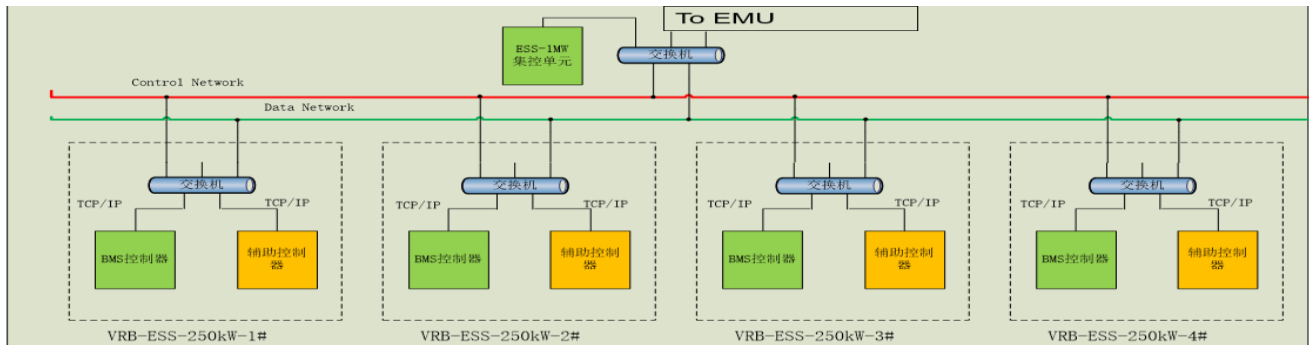 To EMU
ESS-1MW
集控单元
交换机
Control Network
Data Network
交换机
交换机
交换机
交换机
TCP/IP
TCP/IP
TCP/IP
TCP/IP
TCP/IP
TCP/IP
TCP/IP
TCP/IP
BMS控制器
辅助控制
器
BMS控制器
辅助控制
器
BMS控制器
辅助控制
器
BMS控制器
辅助控制
器
VRB-ESS-250kW-1#
VRB-ESS-250kW-2#
VRB-ESS-250kW-3#
VRB-ESS-250kW-4#